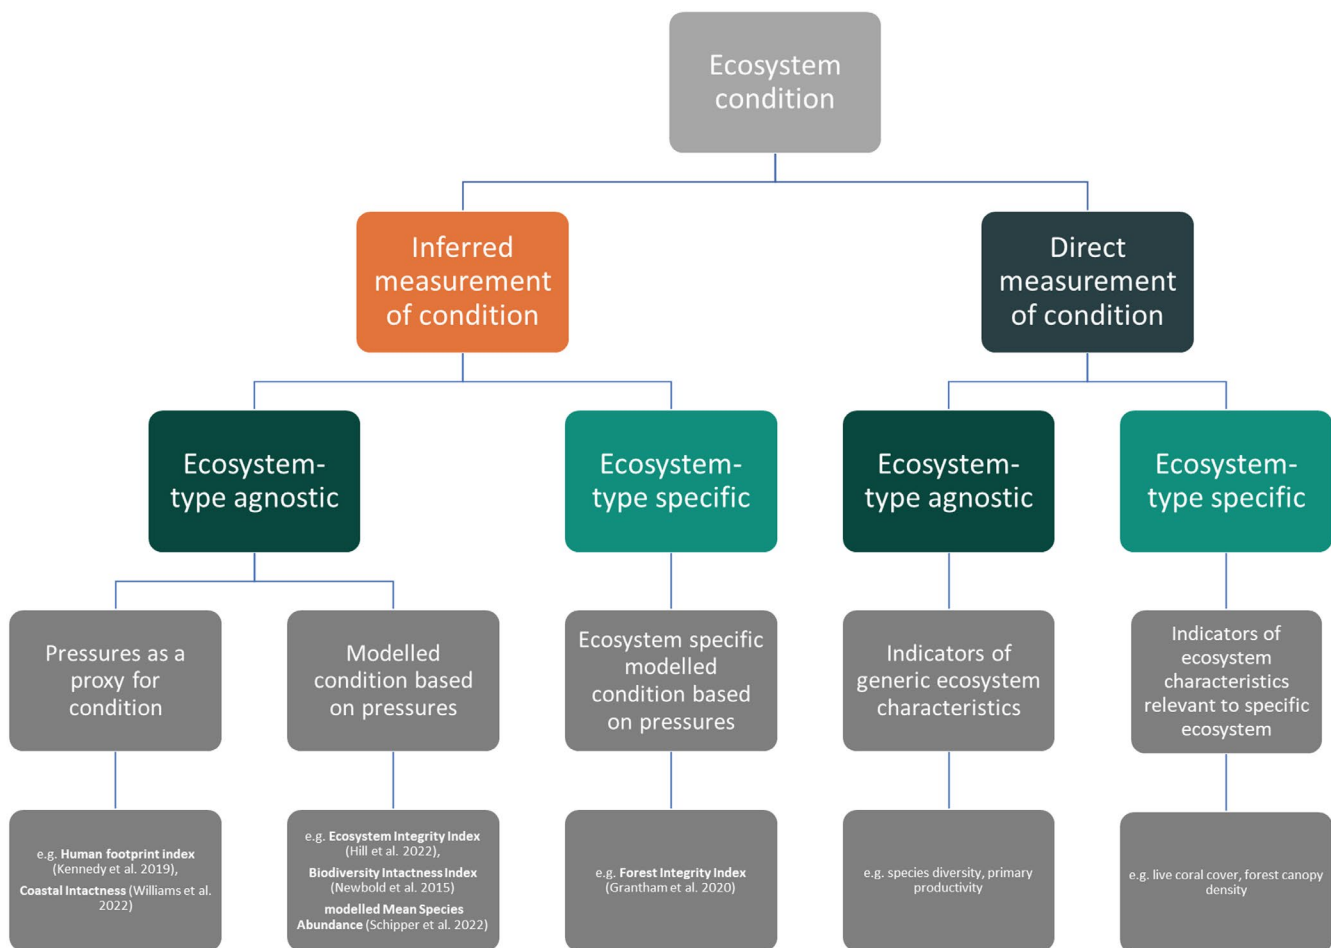 Ecosystem
condition
Inferred
measurement
of condition
Direct
measurement
of condition
Ecosystem-
type agnostic
Ecosystem-
type specific
Ecosystem-
type agnostic
Ecosystem-
type specific
Pressures as a
proxy for
condition
Modelled
condition based
on pressures
Ecosystem specific
modelled
condition based
on pressures
Indicators of
generic ecosystem
characteristics
Indicators of
ecosystem
characteristics
relevant to specific
ecosystem
e.g. Human footprint index
(Kennedy et al. 2019),
Coastal Intactness (Williams et al.
2022)
e.g. Ecosystem Integrity Index
(Hill et al. 2022),
Biodiversity Intactness Index
(Newbold et al. 2015)
modelled Mean Species
Abundance (Schipper et al. 2022)
e.g. Forest Integrity Index
(Grantham et al. 2020)
e.g. species diversity, primary
productivity
e.g. live coral cover, forest canopy
density